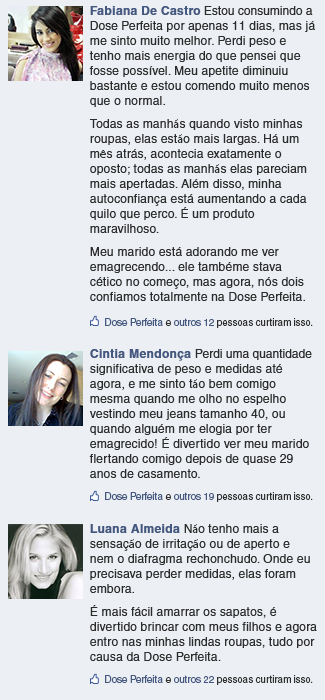 Fabiana De Castro Estou consumindo a
Dose Perfeita por apenas 11 dias, mas já
me sinto muito melhor. Perdi peso e
tenho mais energia do que pensei que
fosse possível. Meu apetite diminuiu
bastante e estou comendo muito menos
que o normal.
Todas as manhás quando visto minhas
roupas, elas estáo mais largas. Há um
mês atrás, acontecia exatamente o
oposto; todas as manhãs elas pareciam
mais apertadas. Além disso, minha
autoconfiança está aumentando a cada
quilo que perco. É um produto
maravilhoso.
Meu marido está adorando me ver
emagrecendo... ele tambéme stava
cético no começo, mas agora, nós dois
confiamos totalmente na Dose Perfeita.
Dose Perfeita e outros 12 pessoas curtiram isso.
Cintia Mendonça Perdi uma quantidade
significativa de peso e medidas até
agora, e me sinto táo bem comigo
mesma quando me olho no espelho
vestindo meu jeans tamanho 40, ou
quando alguém me elogia por ter
emagrecido! É divertido ver meu marido
flertando comigo depois de quase 29
anos de casamento.
Dose Perfeita e outros 19 pessoas curtiram isso.
Luana Almeida Náo tenho mais a
sensaçáo de irritaçáo ou de aperto e
nem o diafragma rechonchudo. Onde eu
precisava perder medidas, elas foram
embora.
É mais fácil amarrar os sapatos, é
divertido brincar com meus filhos e agora
entro nas minhas lindas roupas, tudo por
causa da Dose Perfeita.
Dose Perfeita e outros 22 pessoas curtiram isso.